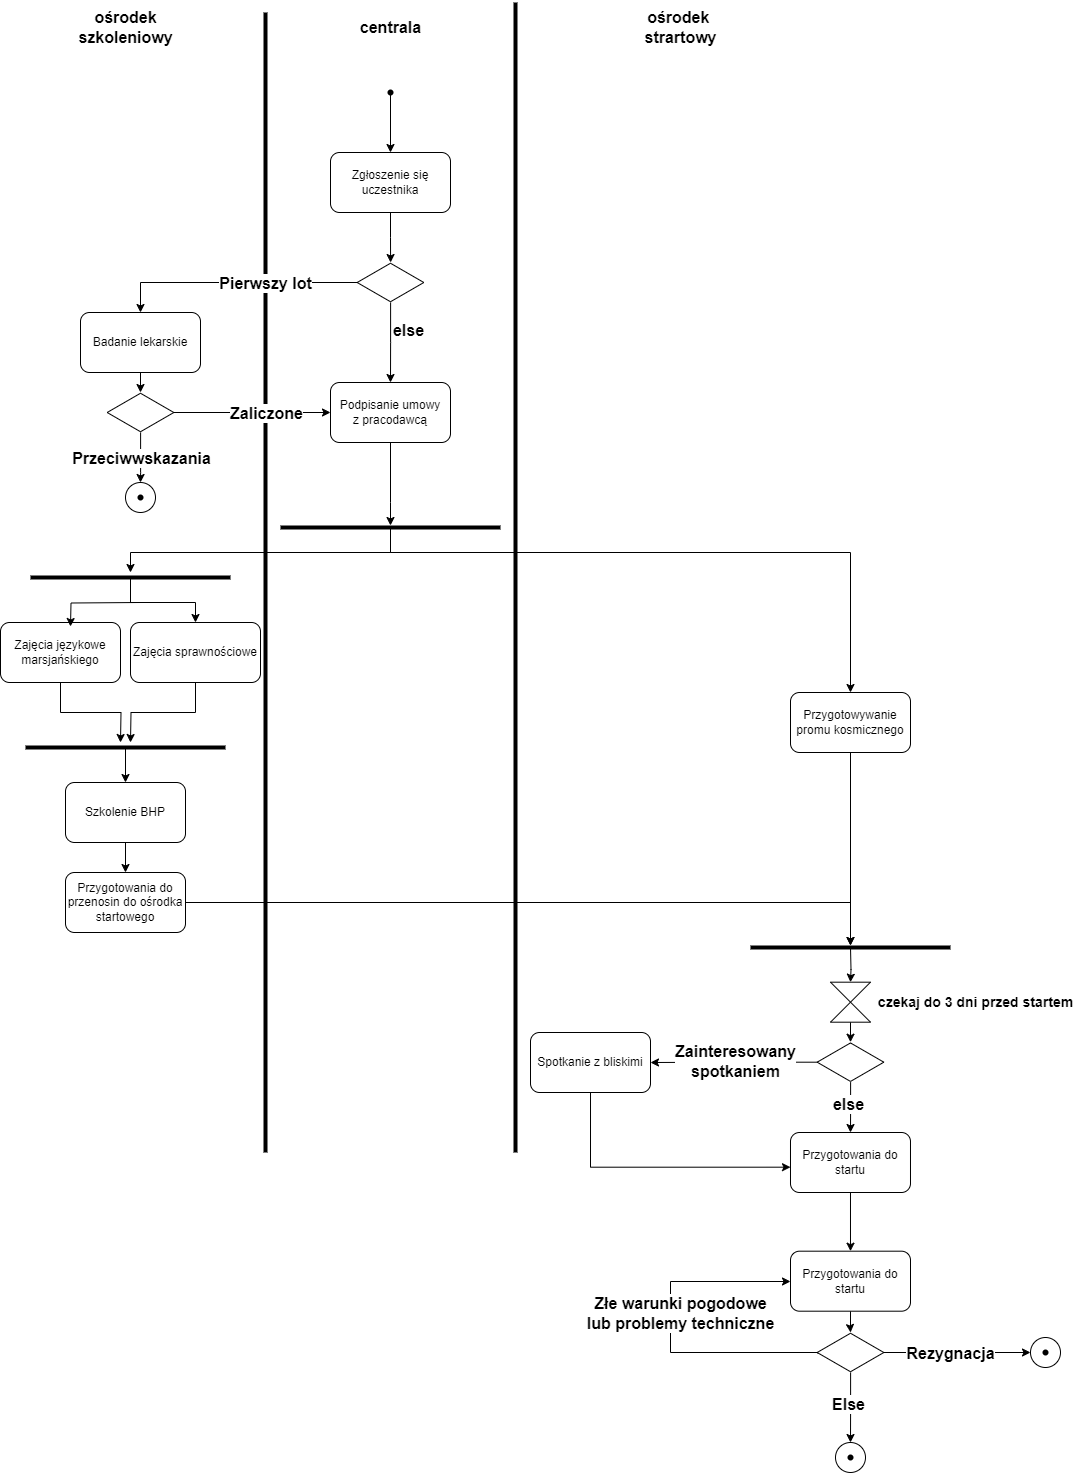 ośrodek
szkoleniowy
centrala
ośrodek
strartowy
Zgłoszenie się
uczestnika
Pierwszy lot
else
Badanie lekarskie
Podpisanie umowy
z pracodawcą
Zaliczone
Przeciwwskazania
Zajęcia językowe
marsjańskiego
Zajęcia sprawnościowe
Przygotowywanie
promu kosmicznego
Szkolenie BHP
Przygotowania do
przenosin do ośrodka
startowego
czekaj do 3 dni przed startem
Spotkanie z bliskimi
Zainteresowany
spotkaniem
else
Przygotowania do
startu
Przygotowania do
startu
Złe warunki pogodowe
lub problemy techniczne
Rezygnacja
Else